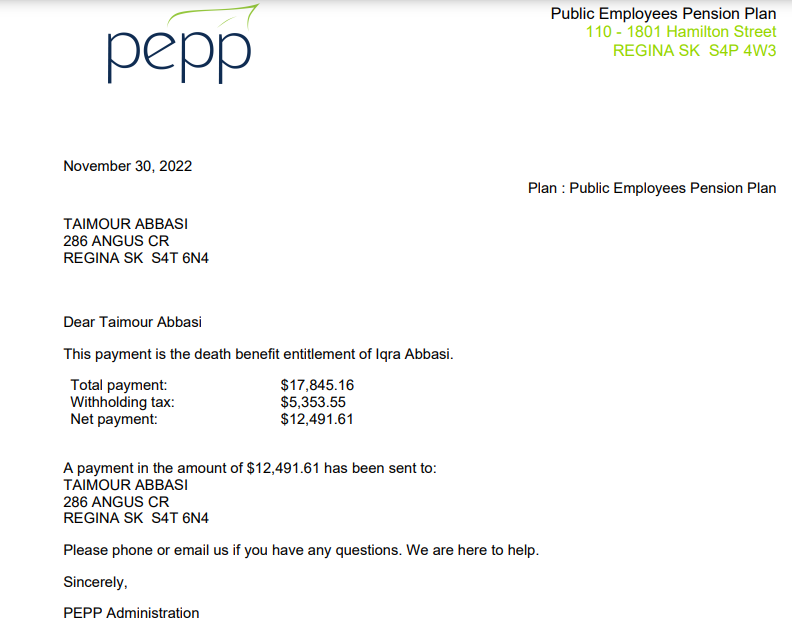 pepp
Public Employees Pension Plan
110 - 1801 Hamilton Street
REGINA SK  S4P 4W3
November 30, 2022
Plan : Public Employees Pension Plan
TAIMOUR ABBASI
286 ANGUS CR
REGINA SK  S4T 6N4
Dear Taimour Abbasi
This payment is the death benefit entitlement of Iqra Abbasi.
Total payment: $17,845.16
Withholding tax: $5,353.55
Net payment: $12,491.61
A payment in the amount of $12,491.61 has been sent to:
TAIMOUR ABBASI
286 ANGUS CR
REGINA SK  S4T 6N4
Please phone or email us if you have any questions. We are here to help.
Sincerely,
PEPP Administration